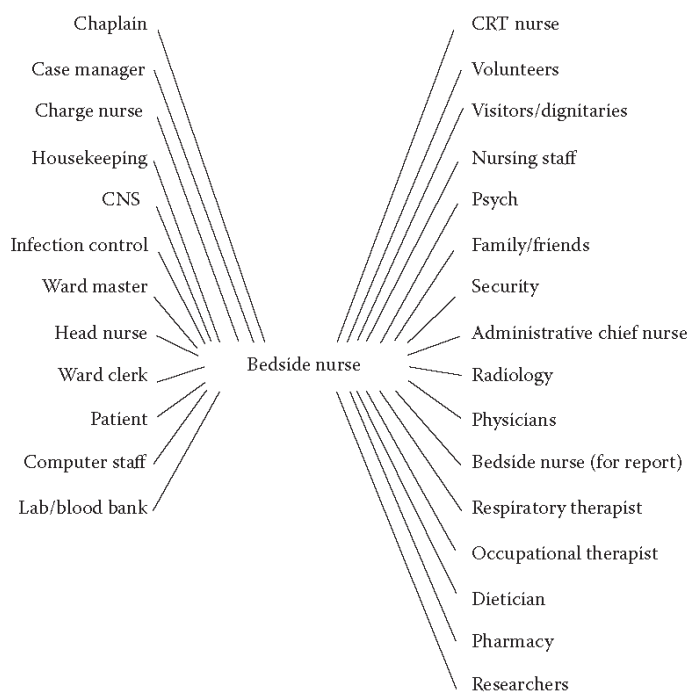 Chaplain
Case manager
Charge nurse
Housekeeping
CNS
Infection control
Ward master
Head nurse
Ward clerk
Patient
Computer staff
Lab/blood bank
Bedside nurse
CRT nurse
Volunteers
Visitors/dignitaries
Nursing staff
Psych
Family/friends
Security
Administrative chief nurse
Radiology
Physicians
Bedside nurse (for report)
Respiratory therapist
Occupational therapist
Dietician
Pharmacy
Researchers